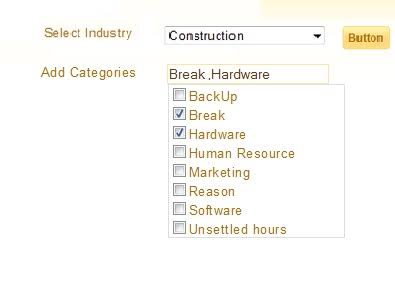 Select Industry Construction Button
Add Categories Break,Hardware
BackUp
Break
Hardware
Human Resource
Marketing
Reason
Software
Unsettled hours